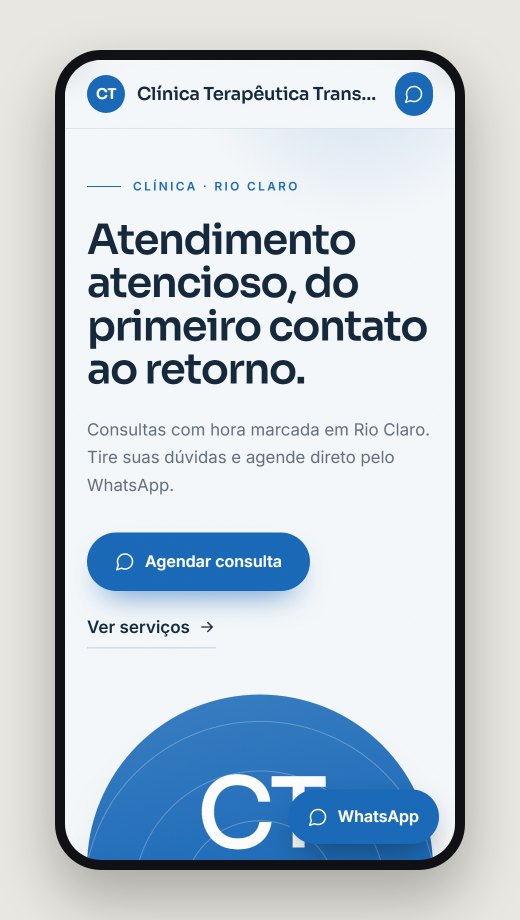 CT Clínica Terapêutica Trans...
CLÍNICA · RIO CLARO
Atendimento
atencioso, do
primeiro contato
ao retorno.
Consultas com hora marcada em Rio Claro.
Tire suas dúvidas e agende direto pelo
WhatsApp.
Agendar consulta
Ver serviços →
CT
WhatsApp